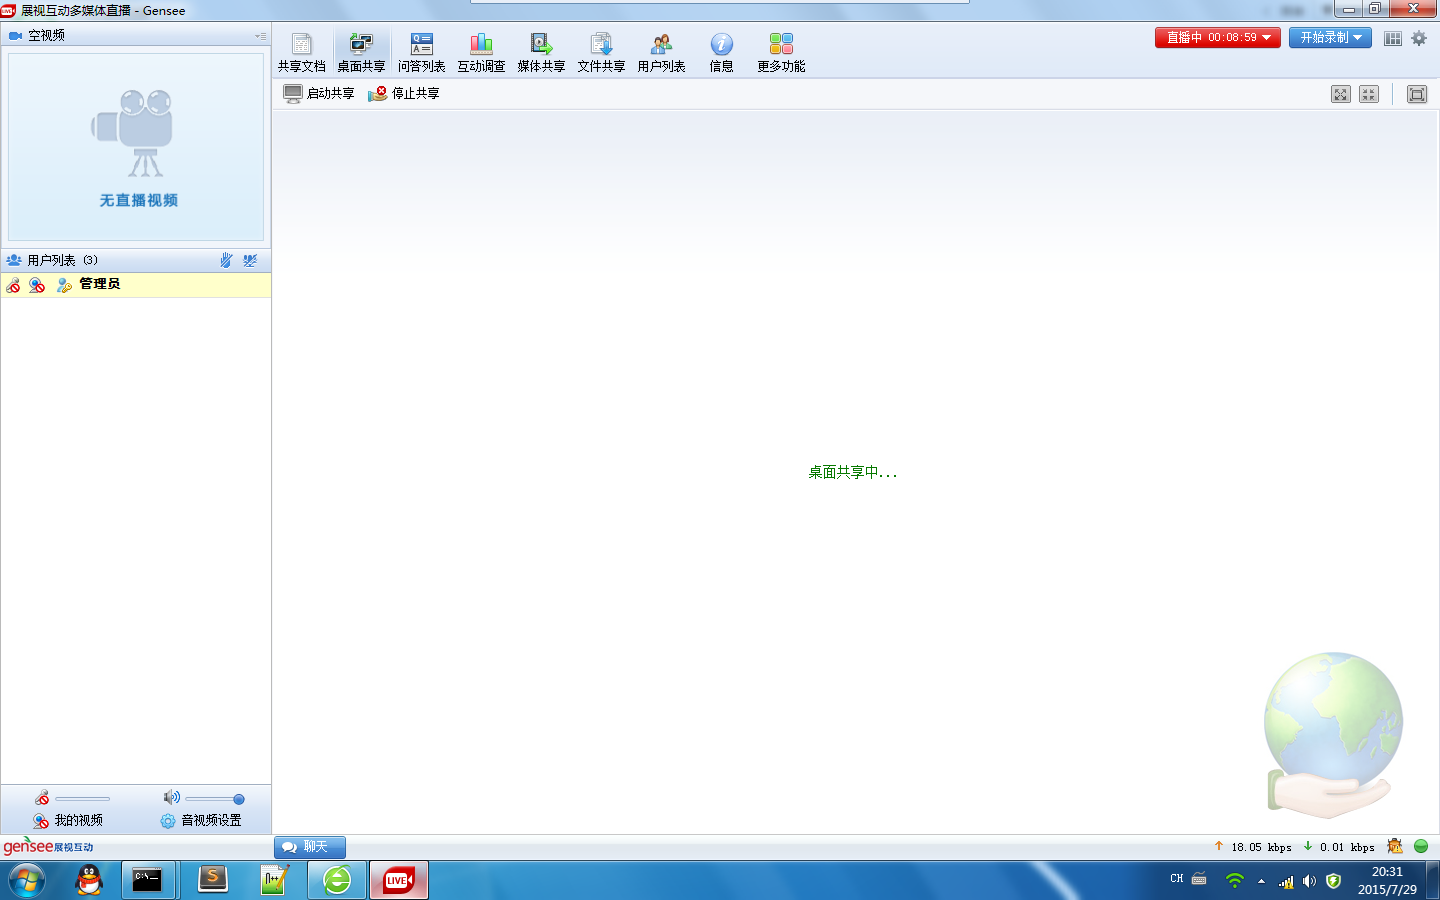 LIVE 展视互动多媒体直播 - Gensee
空视频
无直播视频
共享文档 桌面共享 问答列表 互动调查 媒体共享 文件共享 用户列表 信息 更多功能
直播中 00:08:59 开始录制
启动共享 停止共享
用户列表 (3)
管理员
桌面共享中...
我的视频 音视频设置
gensee展视互动
聊天
18.05 kbps 0.01 kbps
C:\_
S
n++
LIVE
CH
20:31
2015/7/29